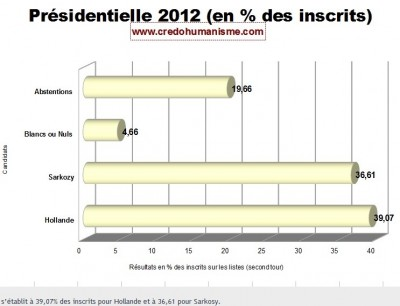 Présidentielle 2012 (en % des inscrits)
www.credohumanisme.com
Abstentions
19,66
Blancs ou Nuls
4,66
Candidats
Sarkozy
36,61
Hollande
39,07
0 5 10 15 20 25 30 35 40
Résultats en % des inscrits sur les listes (second tour)
s'établit à 39,07% des inscrits pour Hollande et à 36,61 pour Sarkosy.